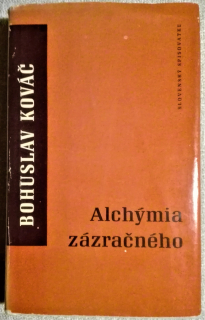 BOHUSLAV KOVÁČ
SLOVENSKÝ SPISOVATEĽ
Alchýmia
zázračného